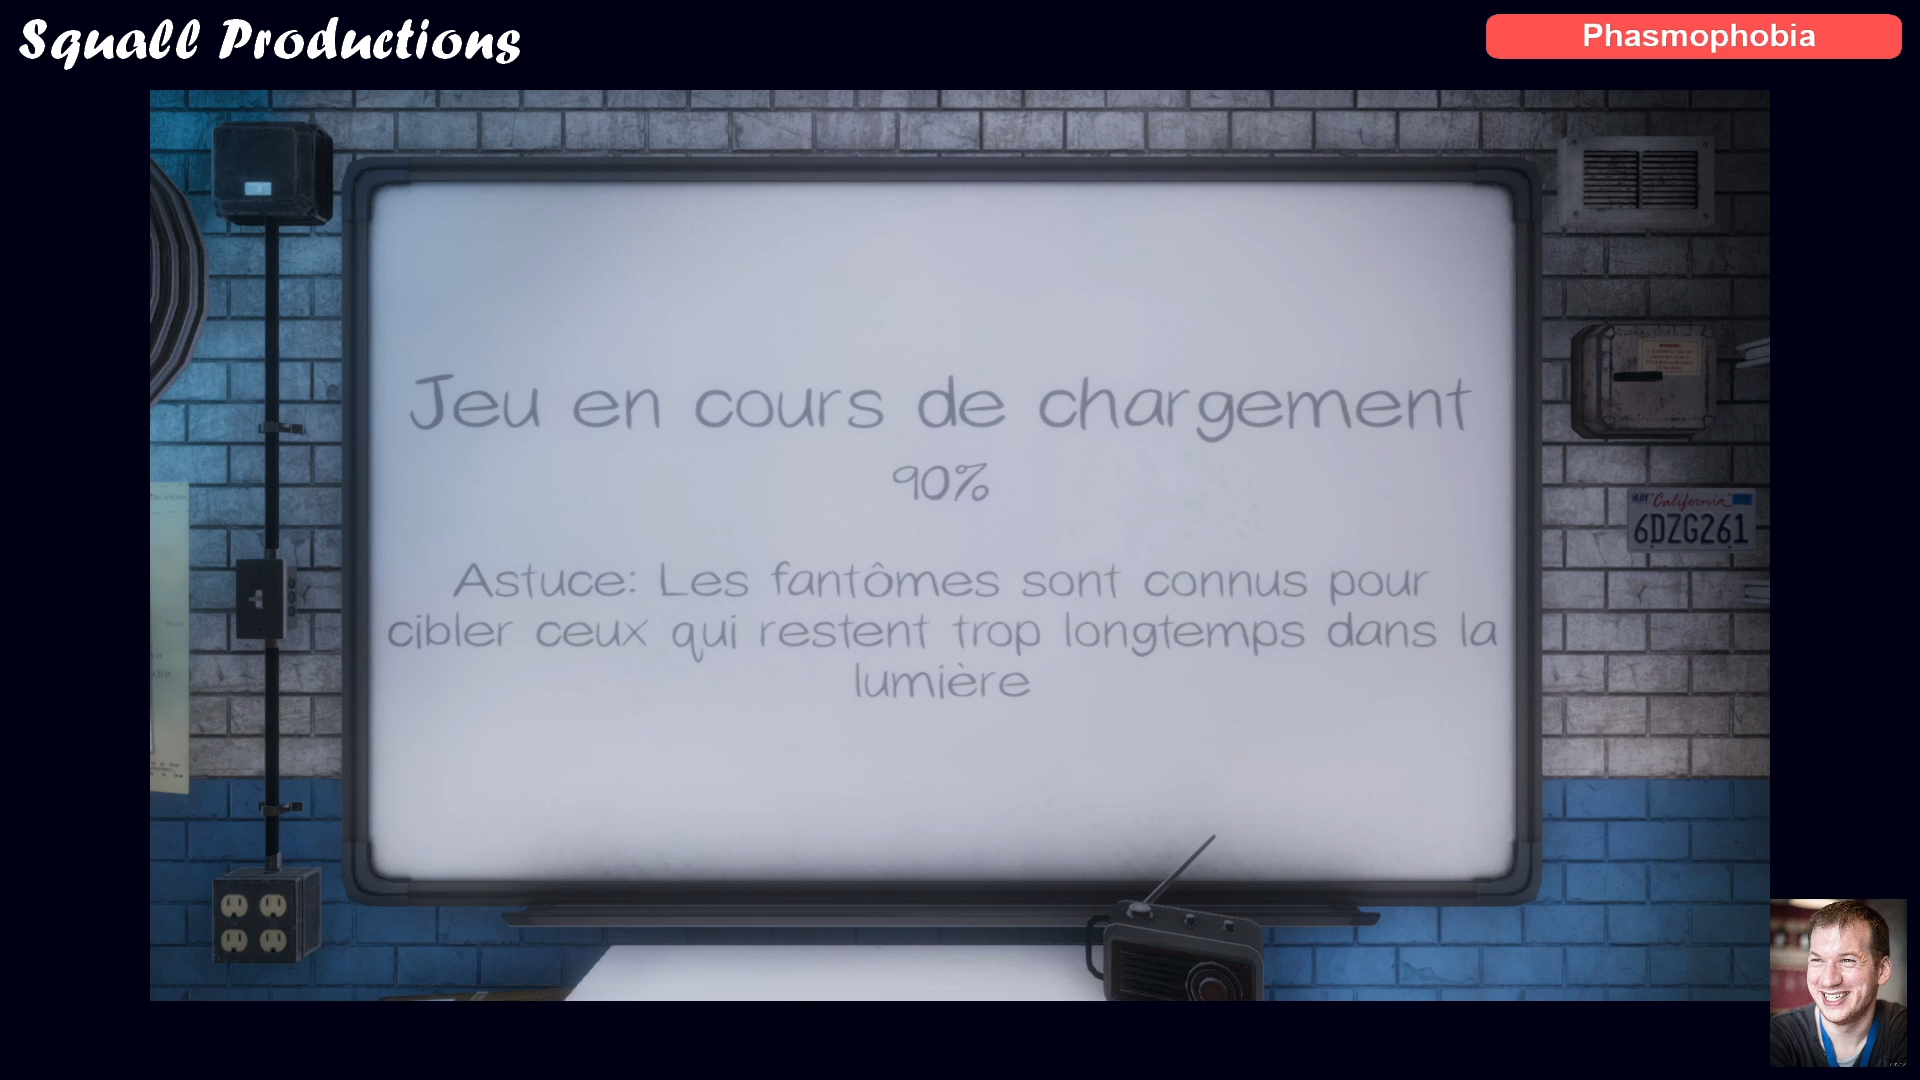 Squall Productions
Phasmophobia
Jeu en cours de chargement
90%
Astuce: Les fantômes sont connus pour
cibler ceux qui restent trop longtemps dans la
lumière
California
6DZG261